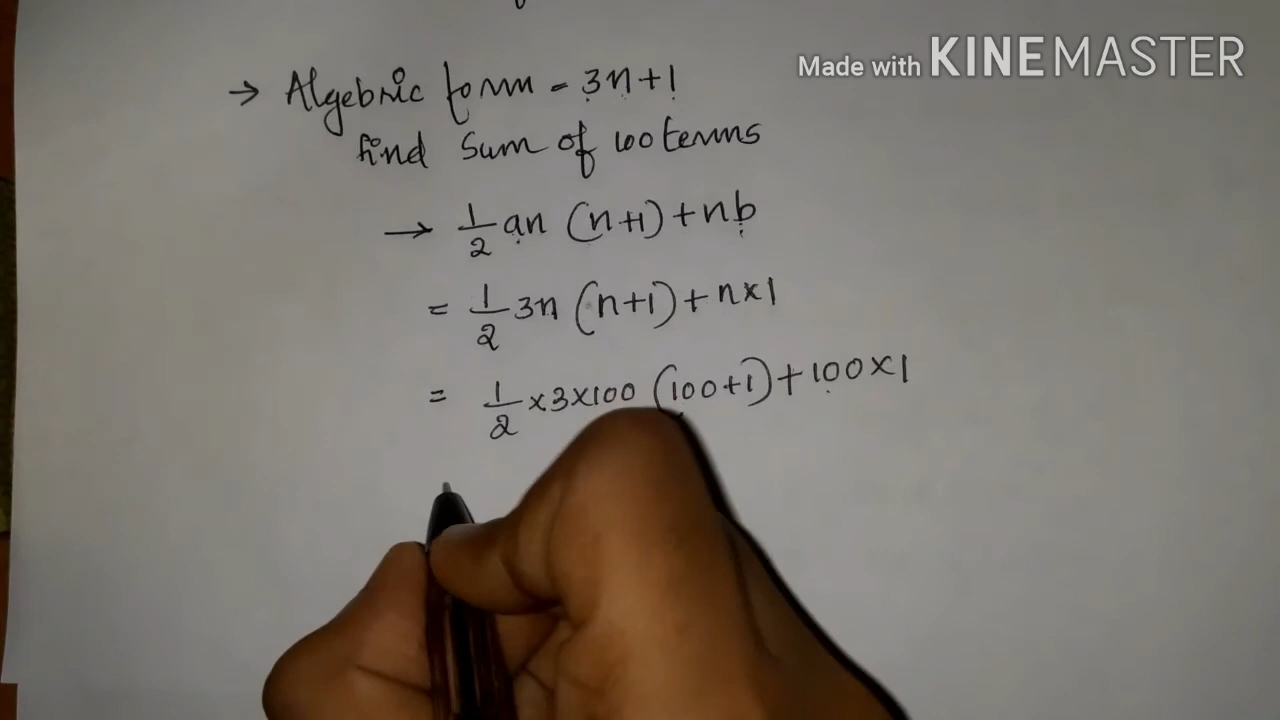 Made with KINEMASTER
→ Algebric form = 3n+1
find Sum of 100 terms
→ 1/2 an (n+1) + nb
= 1/2 3n (n+1) + n×1
= 1/2 ×3×100 (100+1) + 100×1